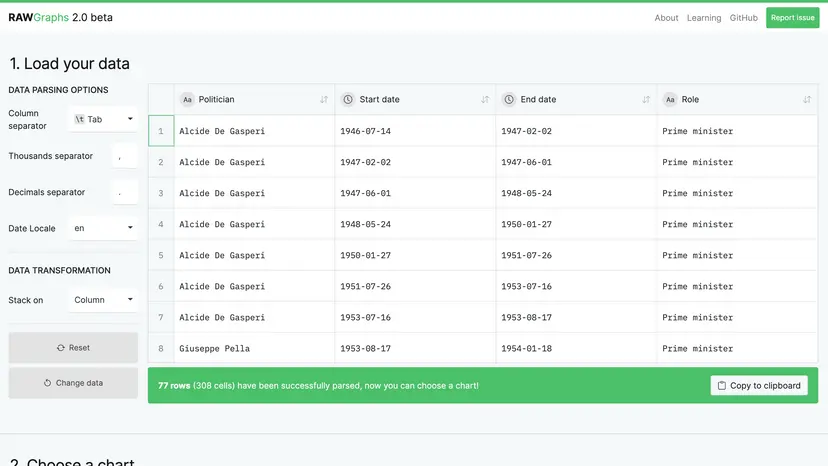 RAWGraphs 2.0 beta
About Learning GitHub Report issue
1. Load your data
DATA PARSING OPTIONS
Column separator
\t Tab
Thousands separator
,
Decimals separator
.
Date Locale
en
DATA TRANSFORMATION
Stack on
Column
Reset
Change data
Aa Politician Start date End date Aa Role
1 Alcide De Gasperi 1946-07-14 1947-02-02 Prime minister
2 Alcide De Gasperi 1947-02-02 1947-06-01 Prime minister
3 Alcide De Gasperi 1947-06-01 1948-05-24 Prime minister
4 Alcide De Gasperi 1948-05-24 1950-01-27 Prime minister
5 Alcide De Gasperi 1950-01-27 1951-07-26 Prime minister
6 Alcide De Gasperi 1951-07-26 1953-07-16 Prime minister
7 Alcide De Gasperi 1953-07-16 1953-08-17 Prime minister
8 Giuseppe Pella 1953-08-17 1954-01-18 Prime minister
77 rows (308 cells) have been successfully parsed, now you can choose a chart!
Copy to clipboard
2. Choose a chart